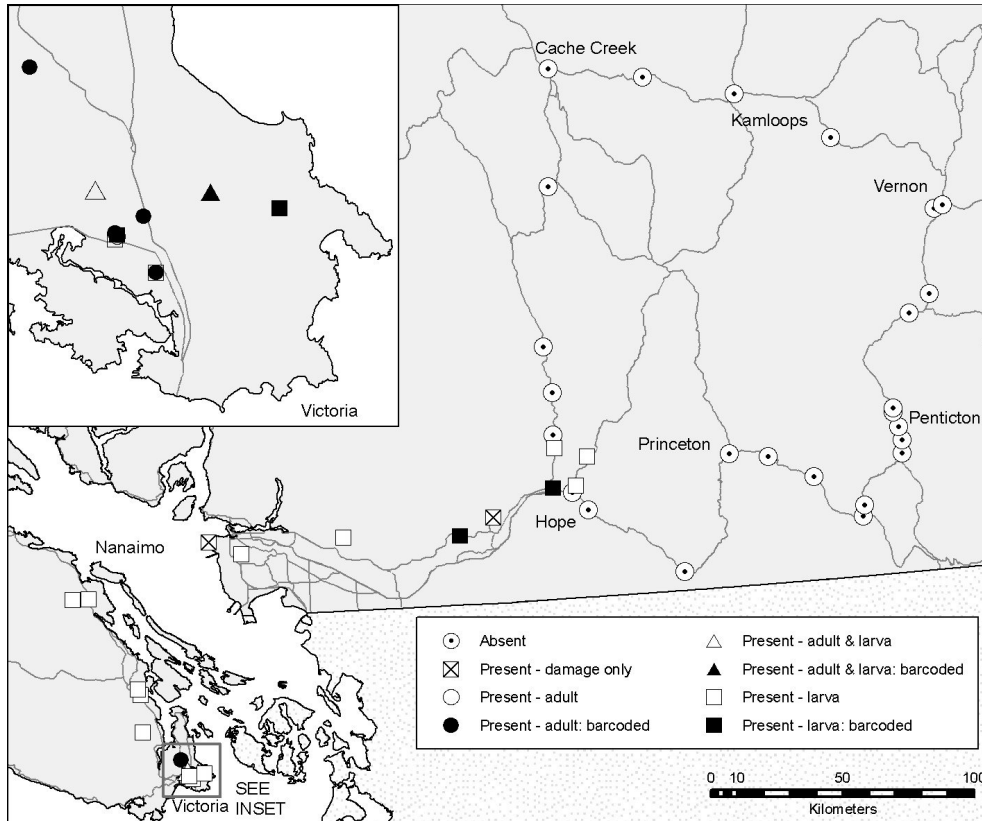 Cache Creek
Kamloops
Vernon
Victoria
Penticton
Princeton
Hope
Nanaimo
Absent
Present - damage only
Present - adult
Present - adult: barcoded
Present - adult & larva
Present - adult & larva: barcoded
Present - larva
Present - larva: barcoded
Victoria
SEE
INSET
0 10 50 100
Kilometers